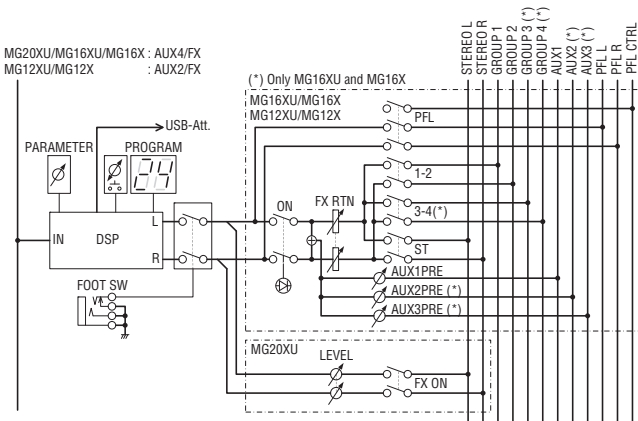 MG20XU/MG16XU/MG16X : AUX4/FX
MG12XU/MG12X : AUX2/FX
STEREO L
STEREO R
GROUP 1
GROUP 2
GROUP 3 (*)
GROUP 4 (*)
AUX1
AUX2 (*)
AUX3 (*)
PFL L
PFL R
PFL CTRL
(*) Only MG16XU and MG16X
MG16XU/MG16X
MG12XU/MG12X
PFL
USB-Att.
PARAMETER
PROGRAM
24
1-2
ON
FX RTN
3-4(*)
L
IN
DSP
R
ST
FOOT SW
AUX1PRE
AUX2PRE (*)
AUX3PRE (*)
MG20XU
LEVEL
FX ON